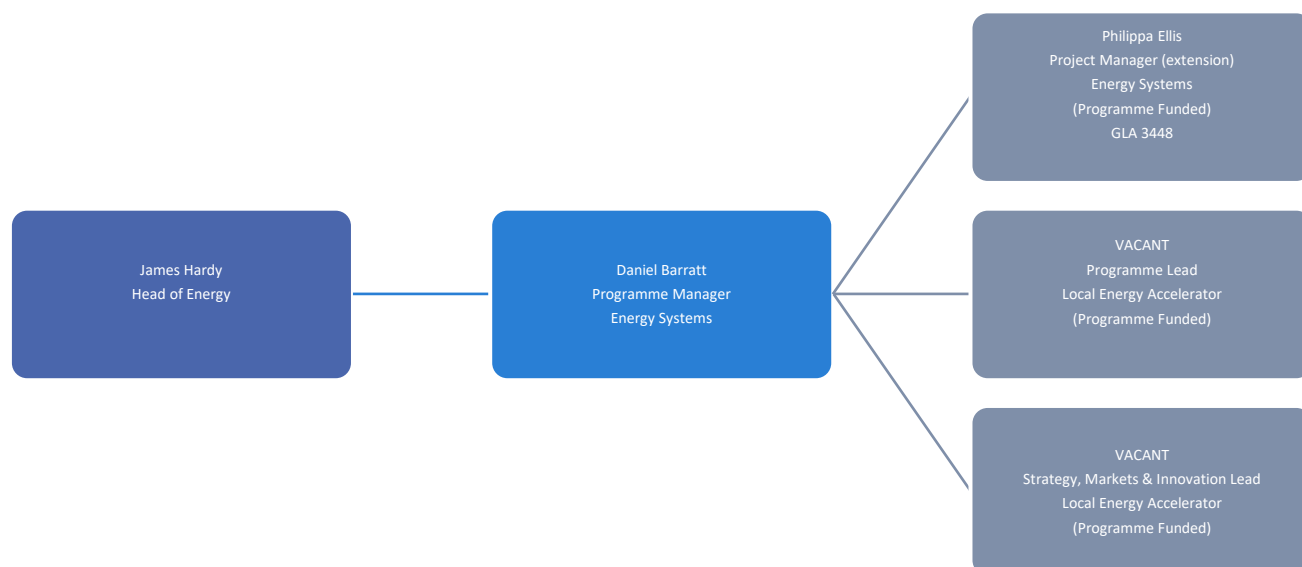 James Hardy
Head of Energy
Daniel Barratt
Programme Manager
Energy Systems
Philippa Ellis
Project Manager (extension)
Energy Systems
(Programme Funded)
GLA 3448
VACANT
Programme Lead
Local Energy Accelerator
(Programme Funded)
VACANT
Strategy, Markets & Innovation Lead
Local Energy Accelerator
(Programme Funded)